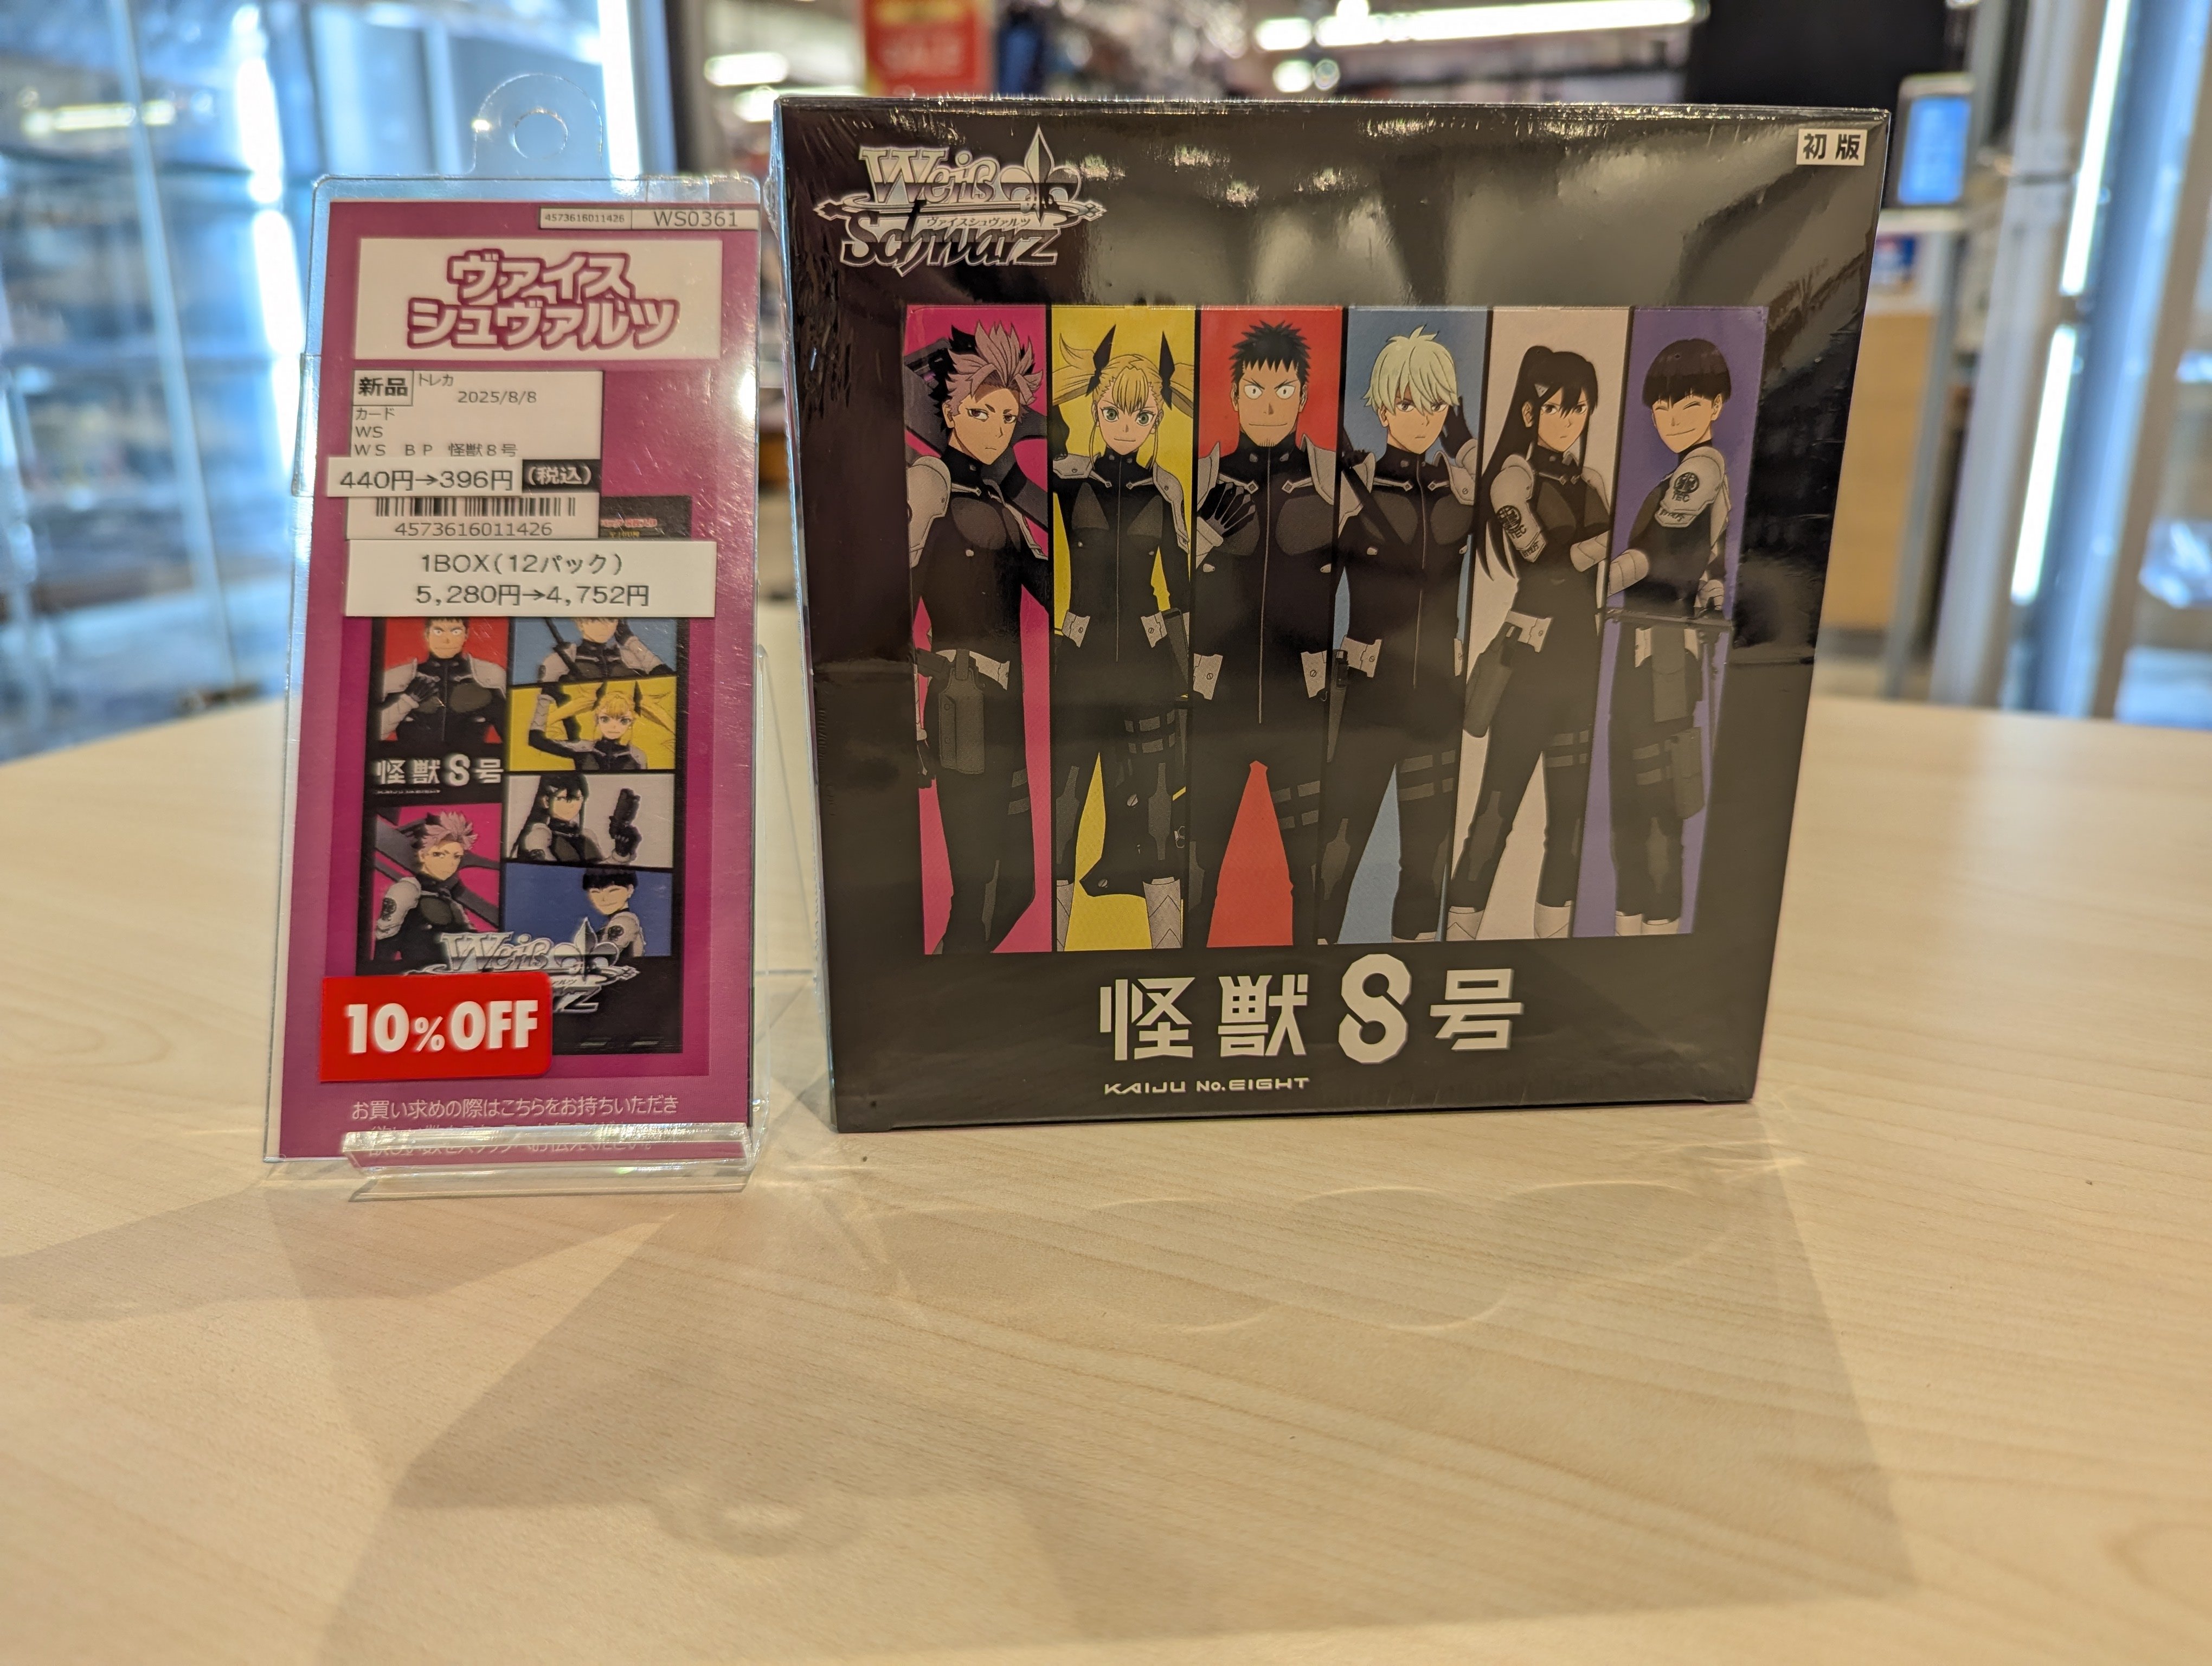 4573616011426 WS0361
ヴァイス
シュヴァルツ
新品 トレカ
2025/8/8
カード
WS
WS BP 怪獣8号
440円→396円 (税込)
4573616011426
1BOX(12パック)
5,280円→4,752円
怪獣8号
Weiß
10%OFF
お買い求めの際はこちらをお持ちいただき
初版
Weiß
ヴァイスシュヴァルツ
Schwarz
怪獣8号
KAIJU No.EIGHT